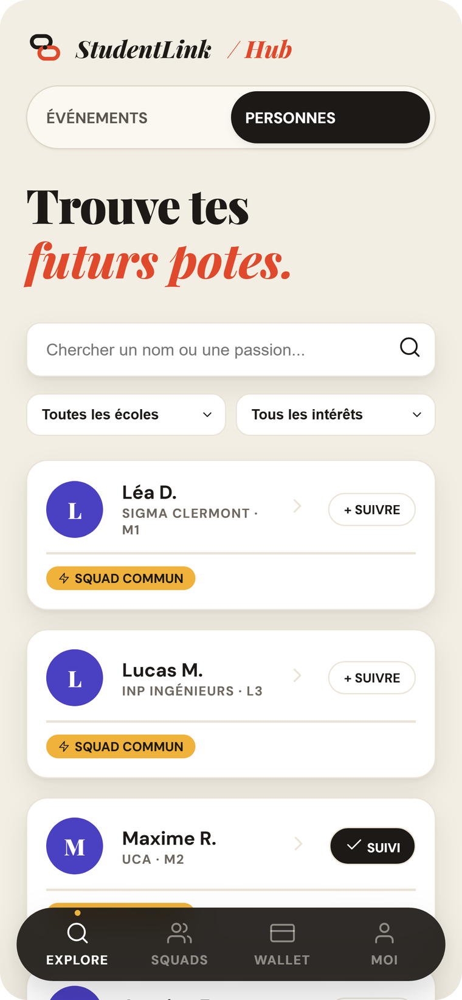 StudentLink / Hub
ÉVÉNEMENTS
PERSONNES
Trouve tes
futurs potes.
Chercher un nom ou une passion...
Toutes les écoles
Tous les intérêts
L
Léa D.
SIGMA CLERMONT ·
M1
+ SUIVRE
SQUAD COMMUN
L
Lucas M.
INP INGÉNIEURS · L3
+ SUIVRE
SQUAD COMMUN
M
Maxime R.
UCA · M2
SUIVI
EXPLORE
SQUADS
WALLET
MOI